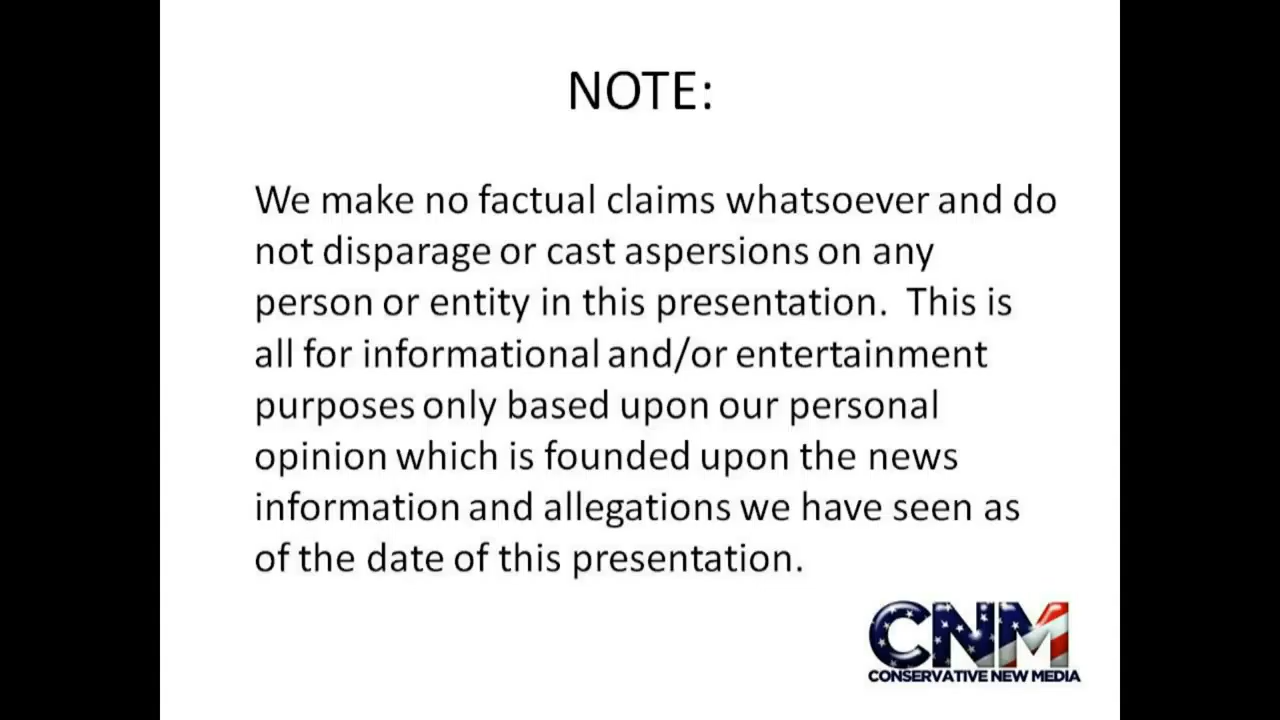 NOTE:
We make no factual claims whatsoever and do
not disparage or cast aspersions on any
person or entity in this presentation.  This is
all for informational and/or entertainment
purposes only based upon our personal
opinion which is founded upon the news
information and allegations we have seen as
of the date of this presentation.
CNM
CONSERVATIVE NEW MEDIA